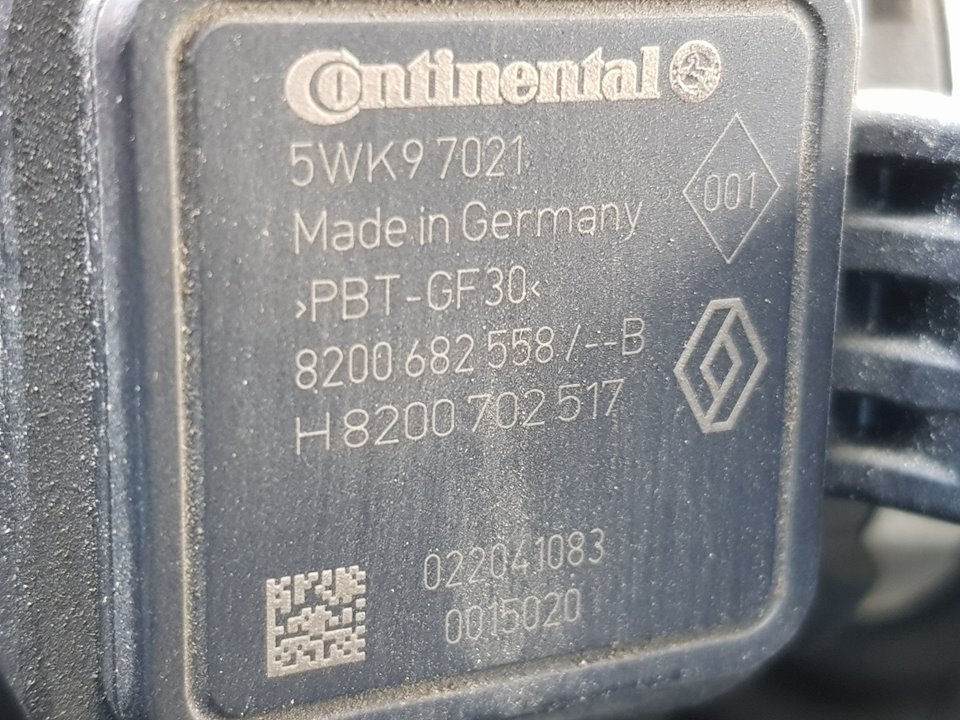 Continental
5WK9 7021
001
Made in Germany
›PBT-GF30‹
8200 682 558 /--B
H 8200 702 517
022041083
0015020